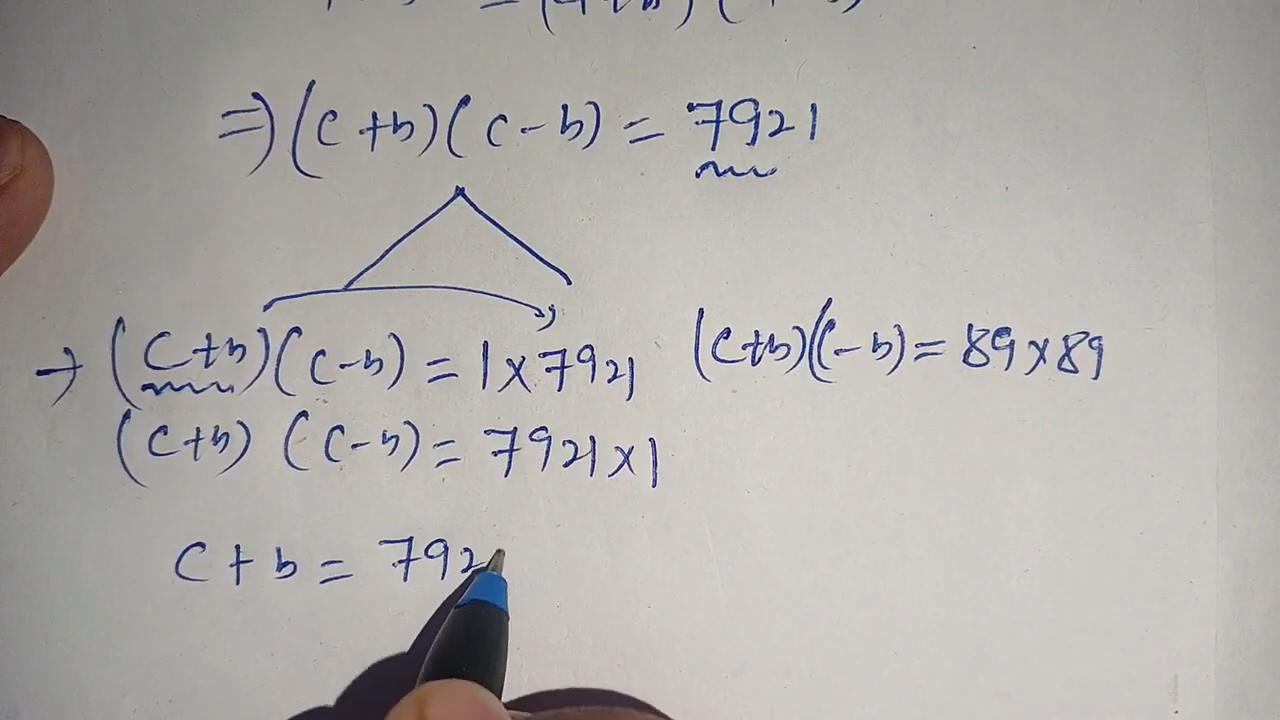 ⇒ (c+b)(c-b) = 7921
→ (c+b)(c-b) = 1×7921 (c+b)(c-b) = 89×89
(c+b) (c-b) = 7921×1
c+b = 792